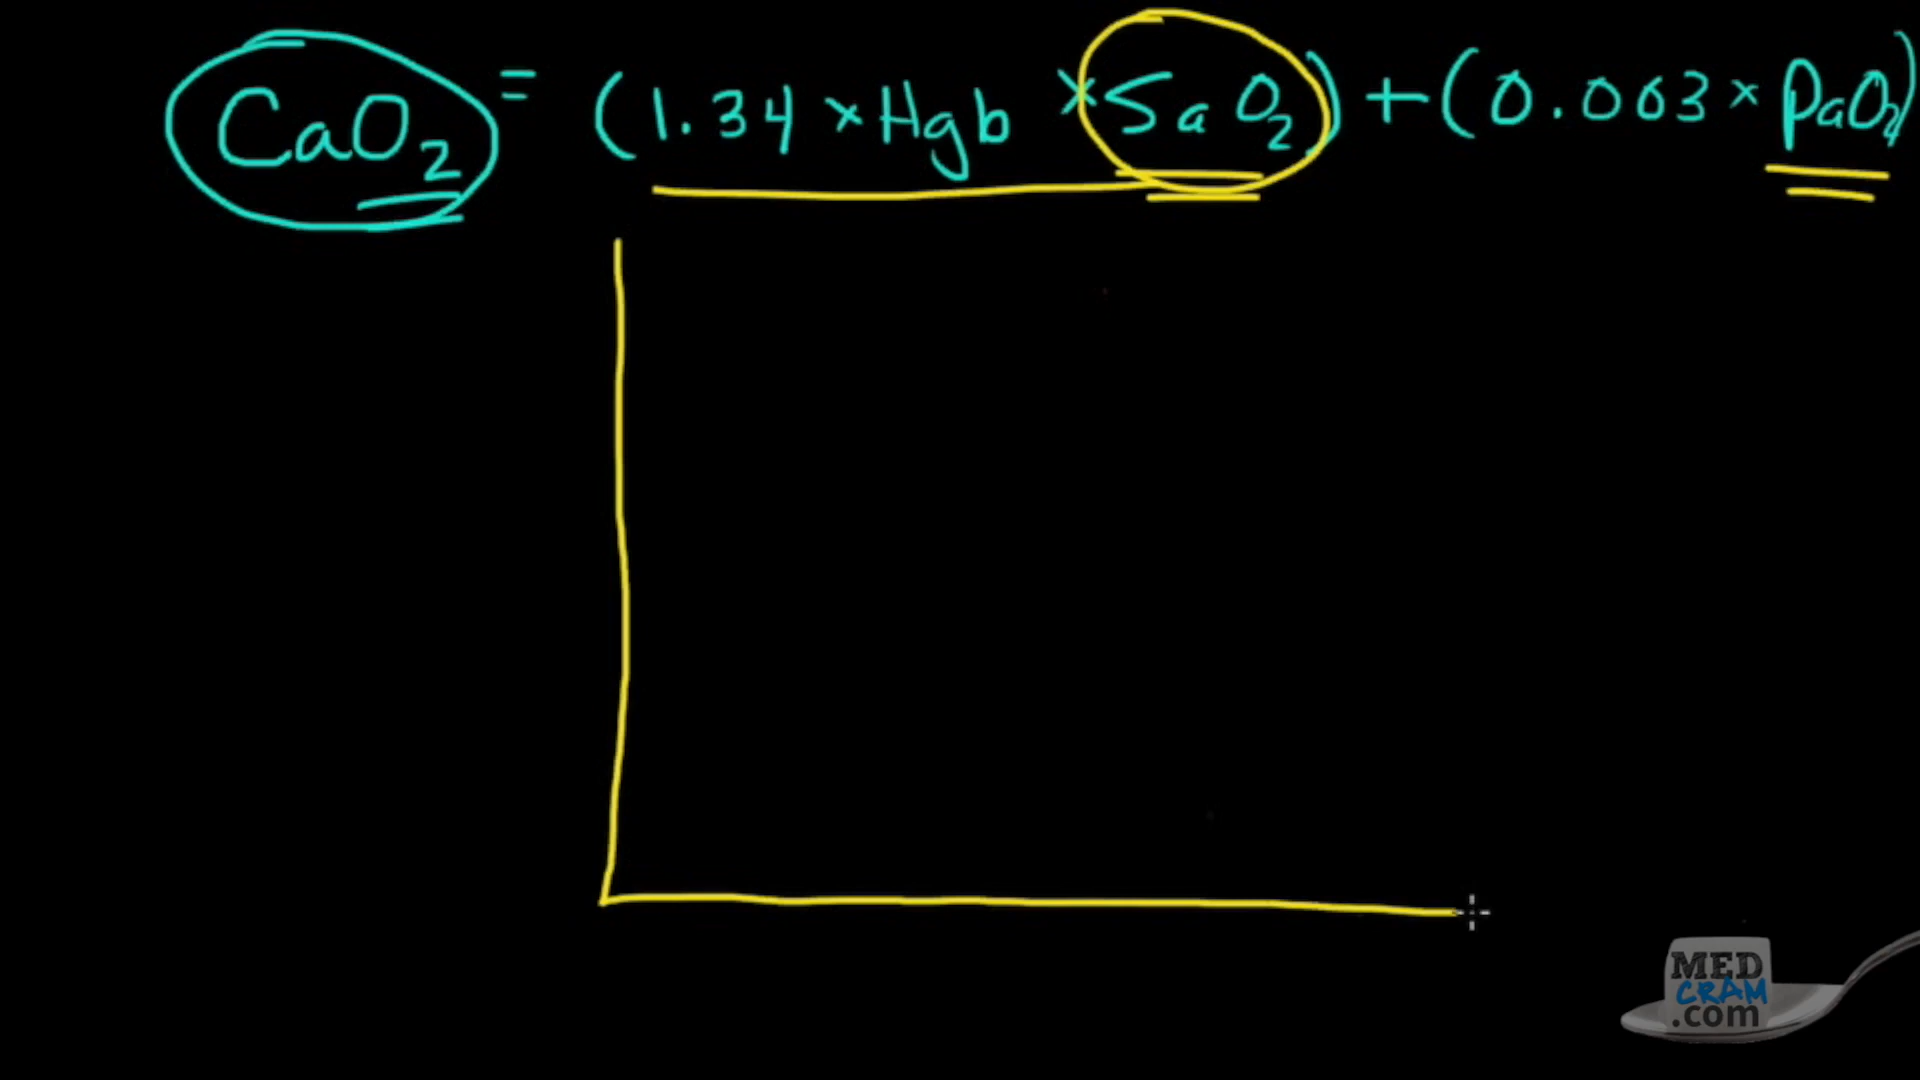 CaO₂ = (1.34 × Hgb × SaO₂) + (0.003 × PaO₂)
MED
CRAM
.com